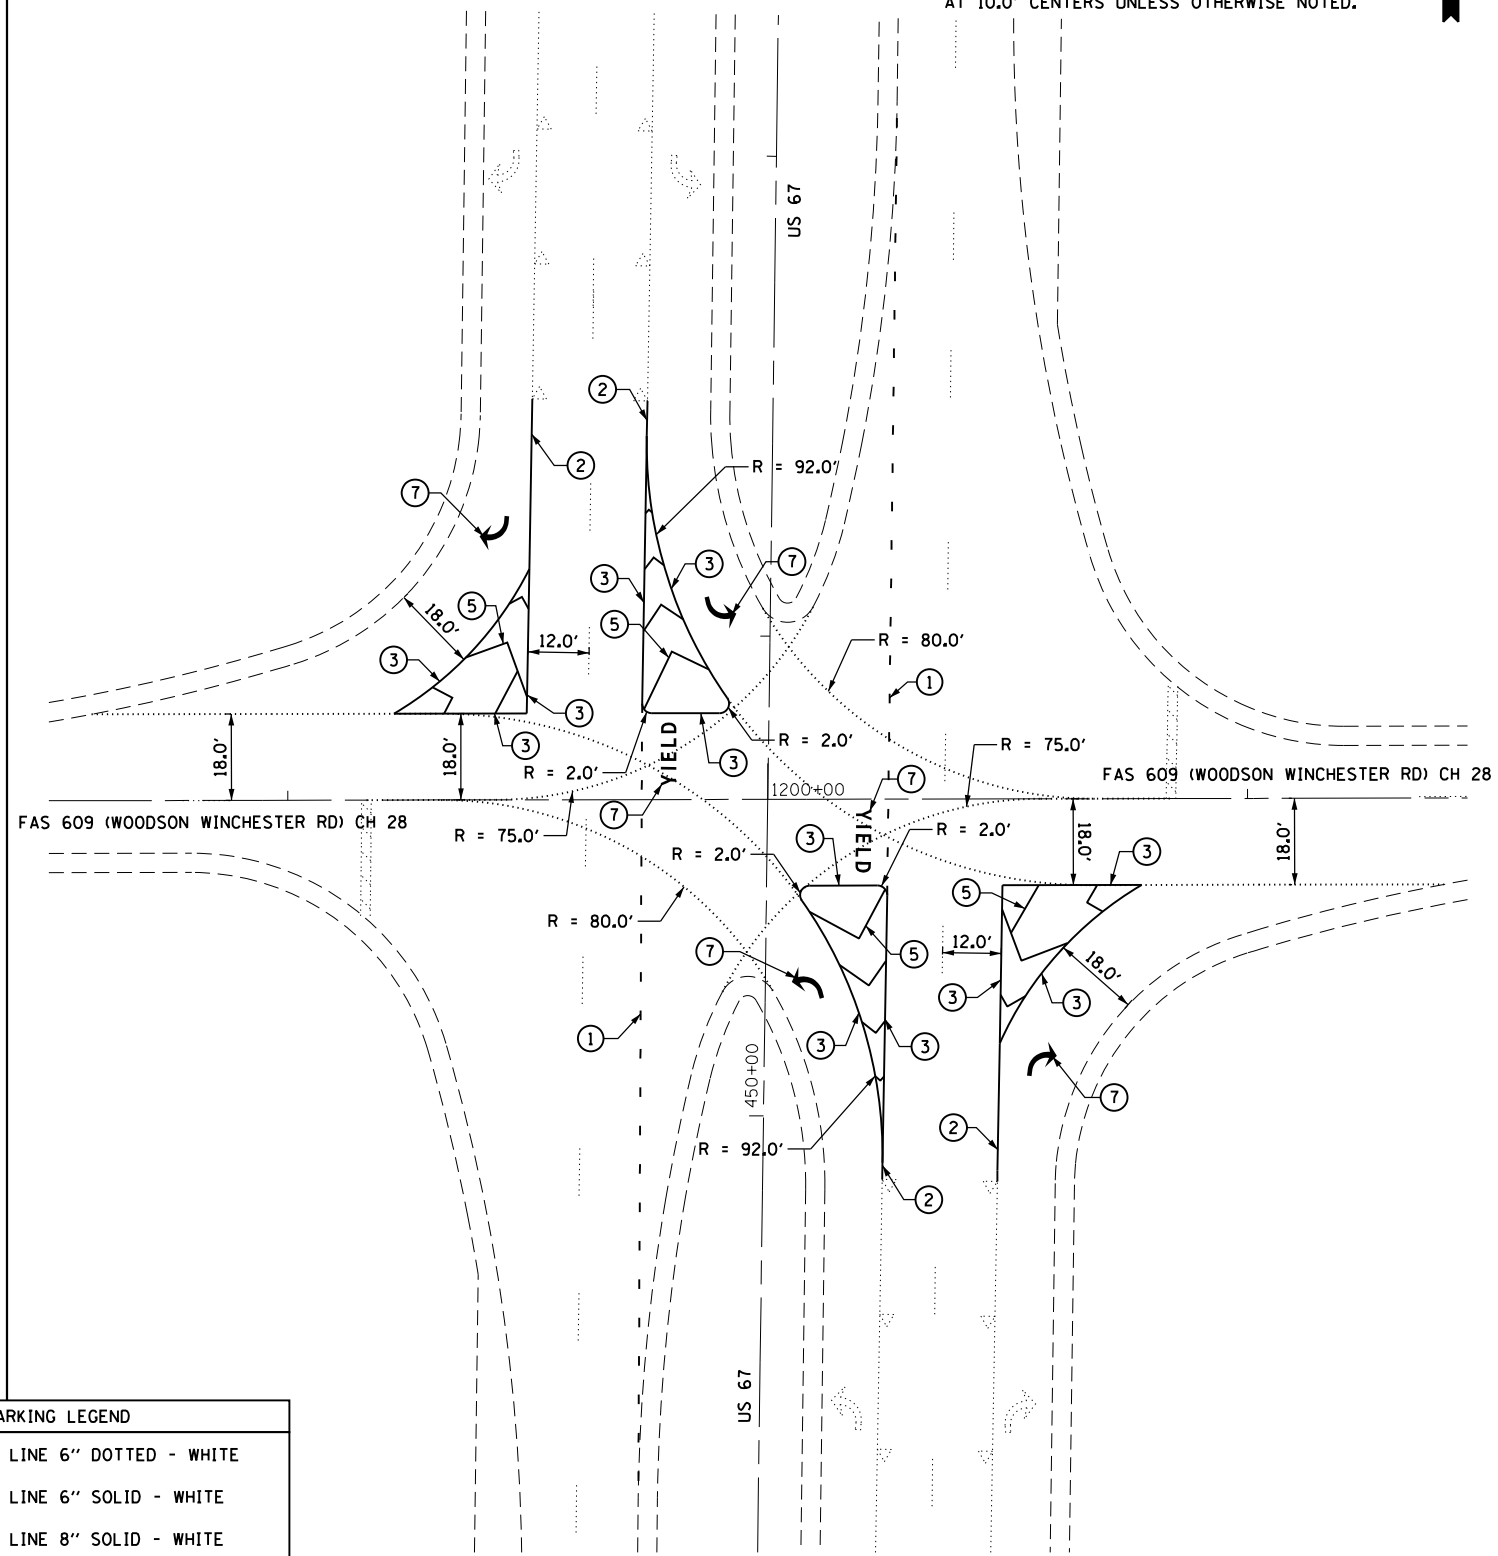 AT 10.0' CENTERS UNLESS OTHERWISE NOTED.
US 67
2
R = 92.0'
2
7
3
7
3
5
5
18.0'
12.0'
R = 80.0'
3
1
3
3
YIELD
R = 2.0'
3
18.0'
18.0'
R = 2.0'
R = 75.0'
7
FAS 609 (WOODSON WINCHESTER RD) CH 28
1200+00
7
FAS 609 (WOODSON WINCHESTER RD) CH 28
R = 75.0'
YIELD
3
R = 2.0'
18.0'
18.0'
R = 2.0'
3
5
R = 80.0'
7
5
12.0'
18.0'
3
3
1
3
3
450+00
7
2
R = 92.0'
2
US 67
ARKING LEGEND
LINE 6" DOTTED - WHITE
LINE 6" SOLID - WHITE
LINE 8" SOLID - WHITE